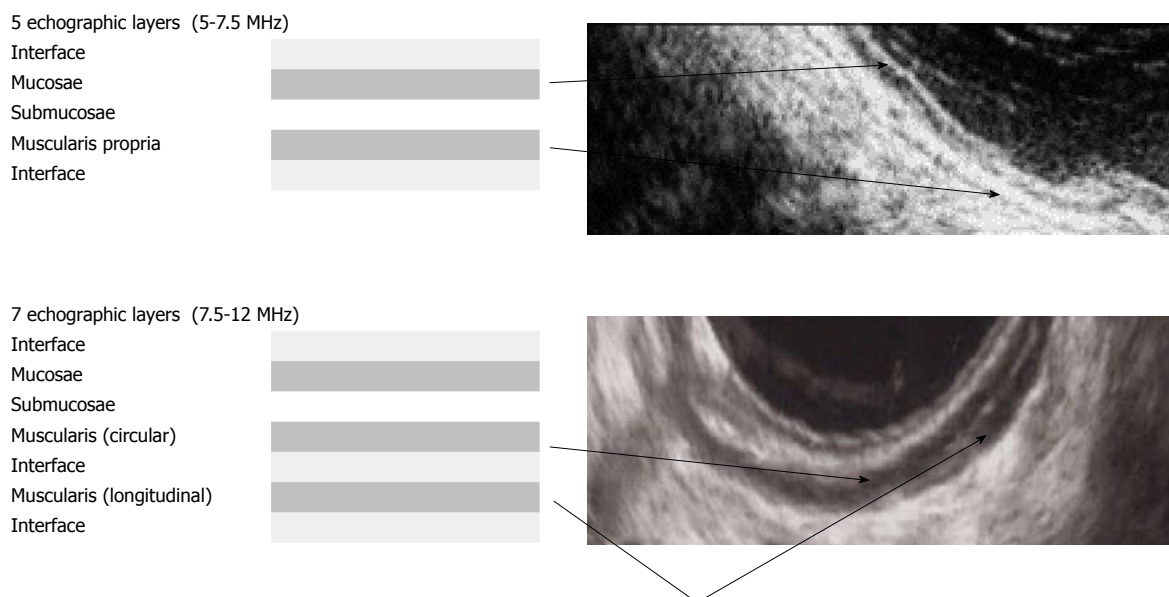 5 echographic layers (5-7.5 MHz)
Interface
Mucosae
Submucosae
Muscularis propria
Interface
7 echographic layers (7.5-12 MHz)
Interface
Mucosae
Submucosae
Muscularis (circular)
Interface
Muscularis (longitudinal)
Interface